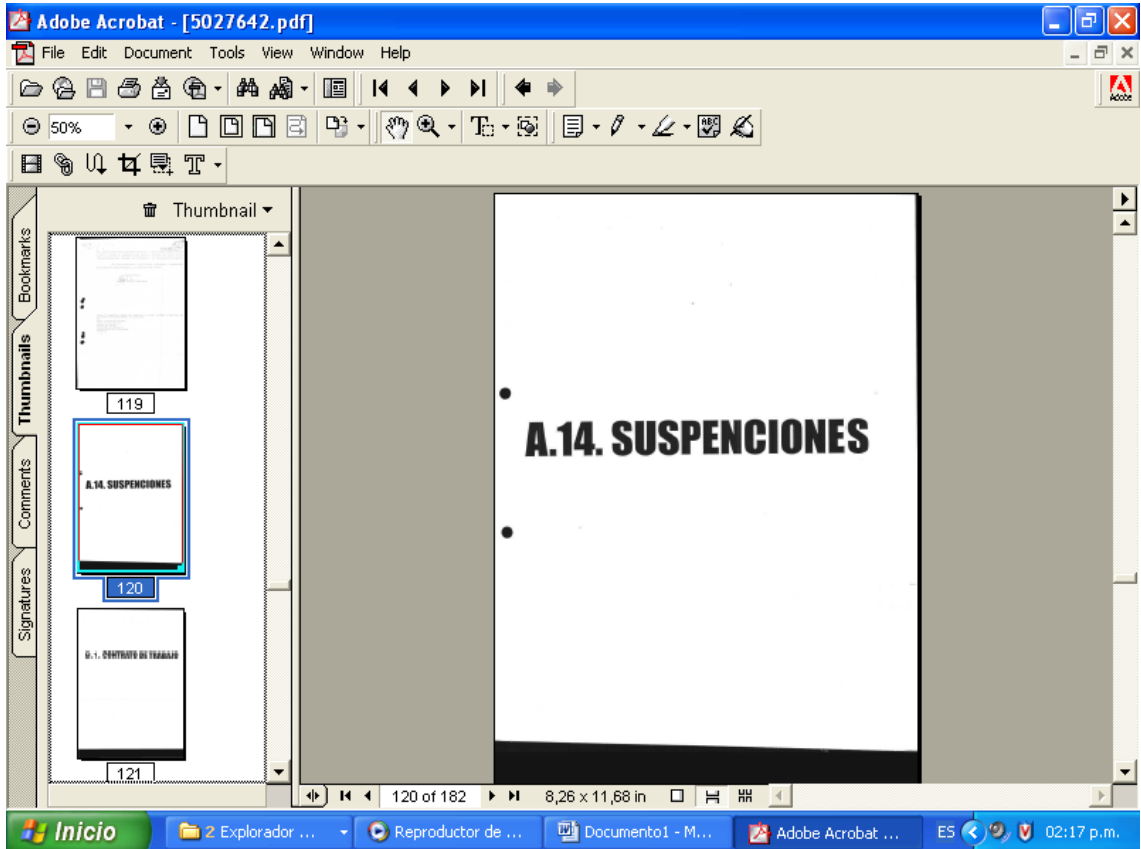 Adobe Acrobat - [5027642.pdf]
File Edit Document Tools View Window Help
Adobe
50%
Bookmarks
Thumbnails
Comments
Signatures
Thumbnail
119
A.14. SUSPENCIONES
120
B.1. CONTRATO DE TRABAJO
121
A.14. SUSPENCIONES
120 of 182 8,26 x 11,68 in
Inicio 2 Explorador ... Reproductor de ... Documento1 - M... Adobe Acrobat ... ES 02:17 p.m.